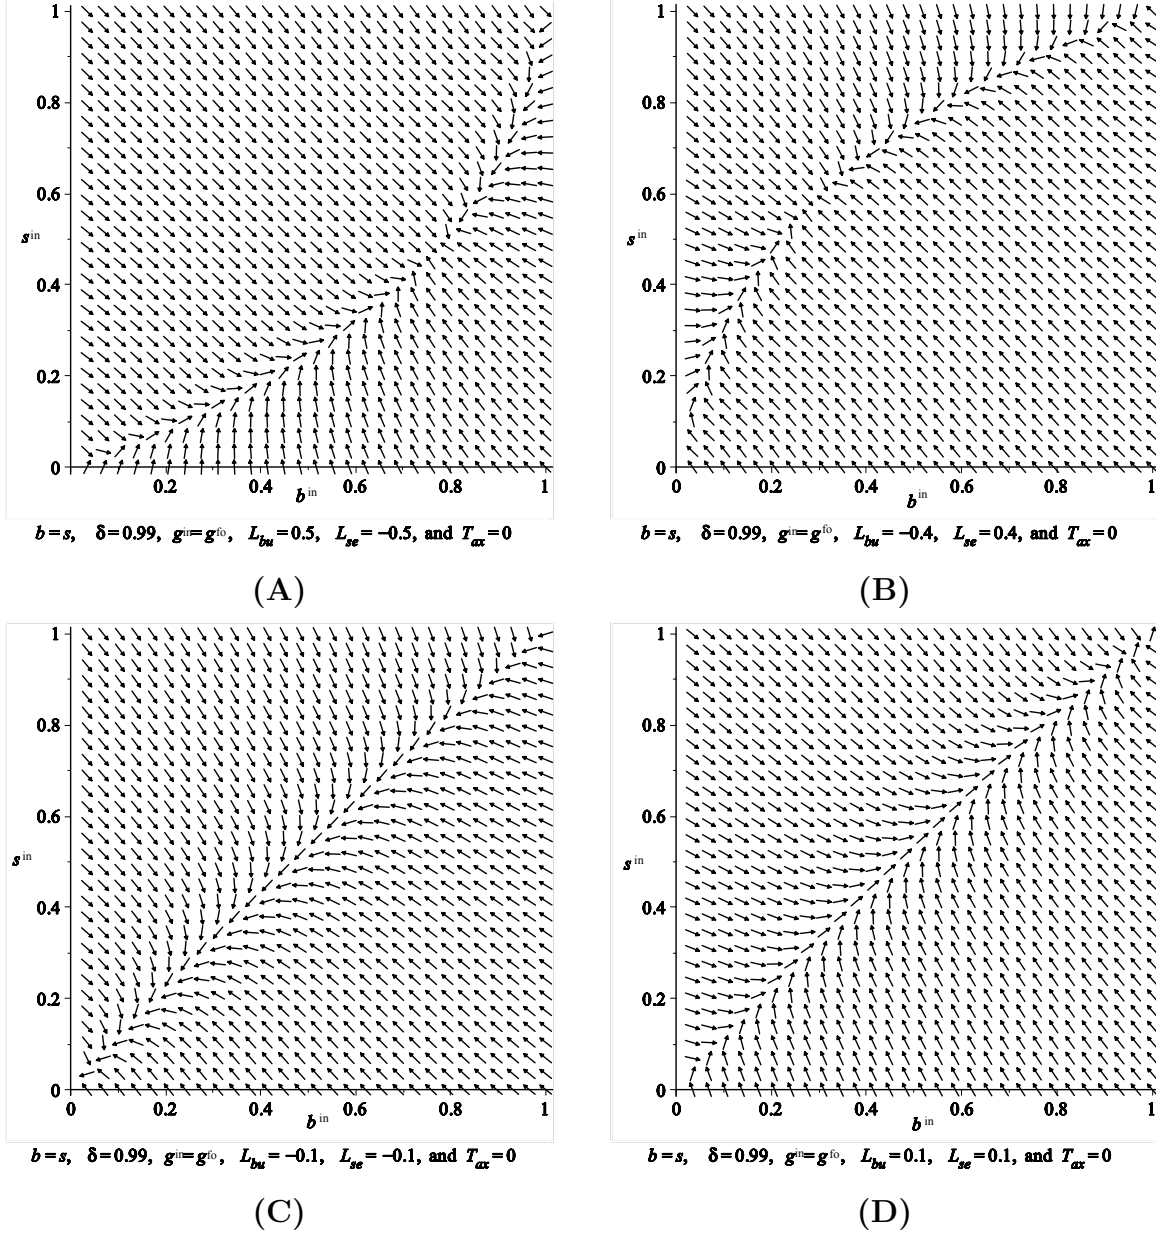 1
0.8
0.6
s^in
0.4
0.2
0
0.2 0.4 0.6 0.8 1
b^in
b = s, δ = 0.99, g^in = g^fo, L_bu = 0.5, L_se = −0.5, and T_ax = 0
(A)
1
0.8
0.6
s^in
0.4
0.2
0
0 0.2 0.4 0.6 0.8 1
b^in
b = s, δ = 0.99, g^in = g^fo, L_bu = −0.4, L_se = 0.4, and T_ax = 0
(B)
1
0.8
0.6
s^in
0.4
0.2
0
0 0.2 0.4 0.6 0.8 1
b^in
b = s, δ = 0.99, g^in = g^fo, L_bu = −0.1, L_se = −0.1, and T_ax = 0
(C)
1
0.8
0.6
s^in
0.4
0.2
0
0 0.2 0.4 0.6 0.8 1
b^in
b = s, δ = 0.99, g^in = g^fo, L_bu = 0.1, L_se = 0.1, and T_ax = 0
(D)